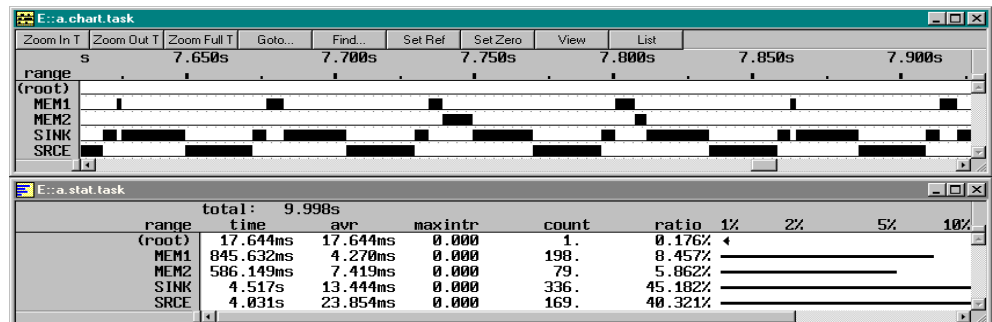 E::a.chart.task
Zoom In T Zoom Out T Zoom Full T Goto... Find... Set Ref Set Zero View List
s 7.650s 7.700s 7.750s 7.800s 7.850s 7.900s
range
(root)
MEM1
MEM2
SINK
SRCE
E::a.stat.task
total: 9.998s
range time avr maxintr count ratio 1% 2% 5% 10%
(root) 17.644ms 17.644ms 0.000 1. 0.176%
MEM1 845.632ms 4.270ms 0.000 198. 8.457%
MEM2 586.149ms 7.419ms 0.000 79. 5.862%
SINK 4.517s 13.444ms 0.000 336. 45.182%
SRCE 4.031s 23.854ms 0.000 169. 40.321%